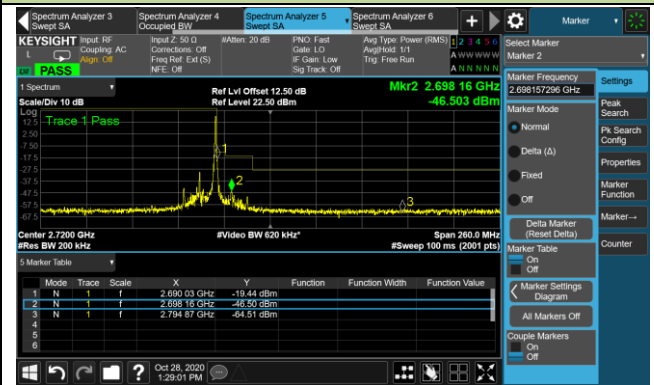 Spectrum Analyzer 3
Swept SA
Spectrum Analyzer 4
Occupied BW
Spectrum Analyzer 5
Swept SA
Spectrum Analyzer 6
Swept SA
+
Marker
KEYSIGHT
L
LXI
PASS
Input: RF
Coupling: AC
Align: Off
Input Z: 50 Ω
Corrections: Off
Freq Ref: Ext (S)
NFE: Off
#Atten: 20 dB
PNO: Fast
Gate: LO
IF Gain: Low
Sig Track: Off
Avg Type: Power (RMS)
Avg|Hold: 1/1
Trig: Free Run
1 2 3 4 5 6
A W W W W W
A N N N N N
Select Marker
Marker 2
1 Spectrum
Scale/Div 10 dB
Log
Ref Lvl Offset 12.50 dB
Ref Level 22.50 dBm
Mkr2 2.698 16 GHz
-46.503 dBm
Trace 1 Pass
12.5
2.50
-7.50
-17.5
-27.5
-37.5
-47.5
-57.5
-67.5
1
2
3
Center 2.7200 GHz
#Res BW 200 kHz
#Video BW 620 kHz*
Span 260.0 MHz
#Sweep 100 ms (2001 pts)
5 Marker Table
Mode Trace Scale X Y Function Function Width Function Value
1 N 1 f 2.690 03 GHz -19.44 dBm
2 N 1 f 2.698 16 GHz -46.50 dBm
3 N 1 f 2.794 87 GHz -64.51 dBm
4
5
6
Marker Frequency
2.698157296 GHz
Marker Mode
Normal
Delta (Δ)
Fixed
Off
Delta Marker
(Reset Delta)
Marker Table
On
Off
Marker Settings
Diagram
All Markers Off
Couple Markers
On
Off
Settings
Peak
Search
Pk Search
Config
Properties
Marker
Function
Marker→
Counter
?
Oct 28, 2020
1:29:01 PM